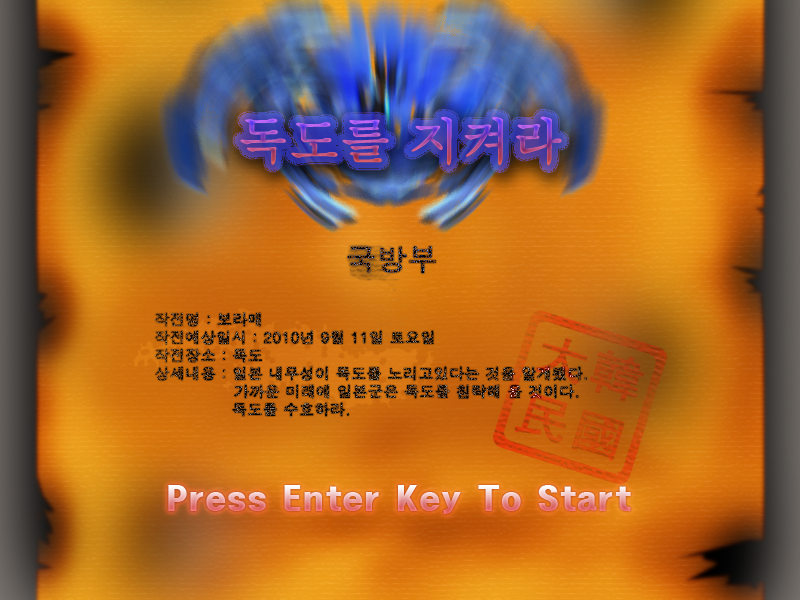 독도를 지켜라
국방부
작전명 : 보라매
작전예상일시 : 2010년 9월 11일 토요일
작전장소 : 독도
상세내용 : 일본 내무성이 독도를 노리고있다는 것을 알게됐다.
가까운 미래에 일본군은 독도를 침략해 올 것이다.
독도를 수호하라.
大韓
民國
Press Enter Key To Start